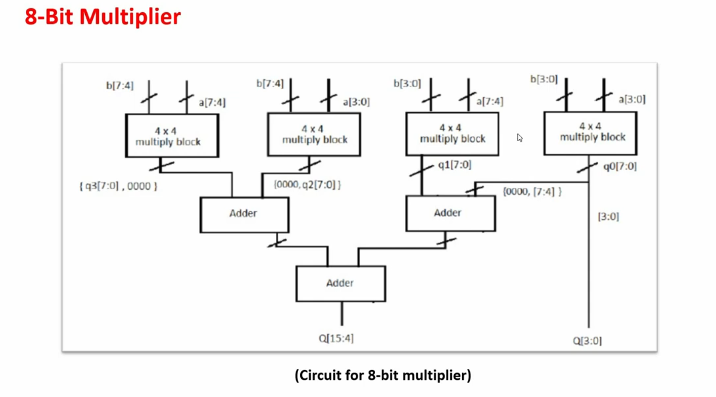 8-Bit Multiplier
b[7:4]
a[7:4]
b[7:4]
a[3:0]
b[3:0]
a[7:4]
b[3:0]
a[3:0]
4 x 4
multiply block
4 x 4
multiply block
4 x 4
multiply block
4 x 4
multiply block
{ q3[7:0] , 0000 }
{0000,q2[7:0] }
q1[7:0]
q0[7:0]
{0000, [7:4] }
[3:0]
Adder
Adder
Adder
Q[15:4]
Q[3:0]
(Circuit for 8-bit multiplier)